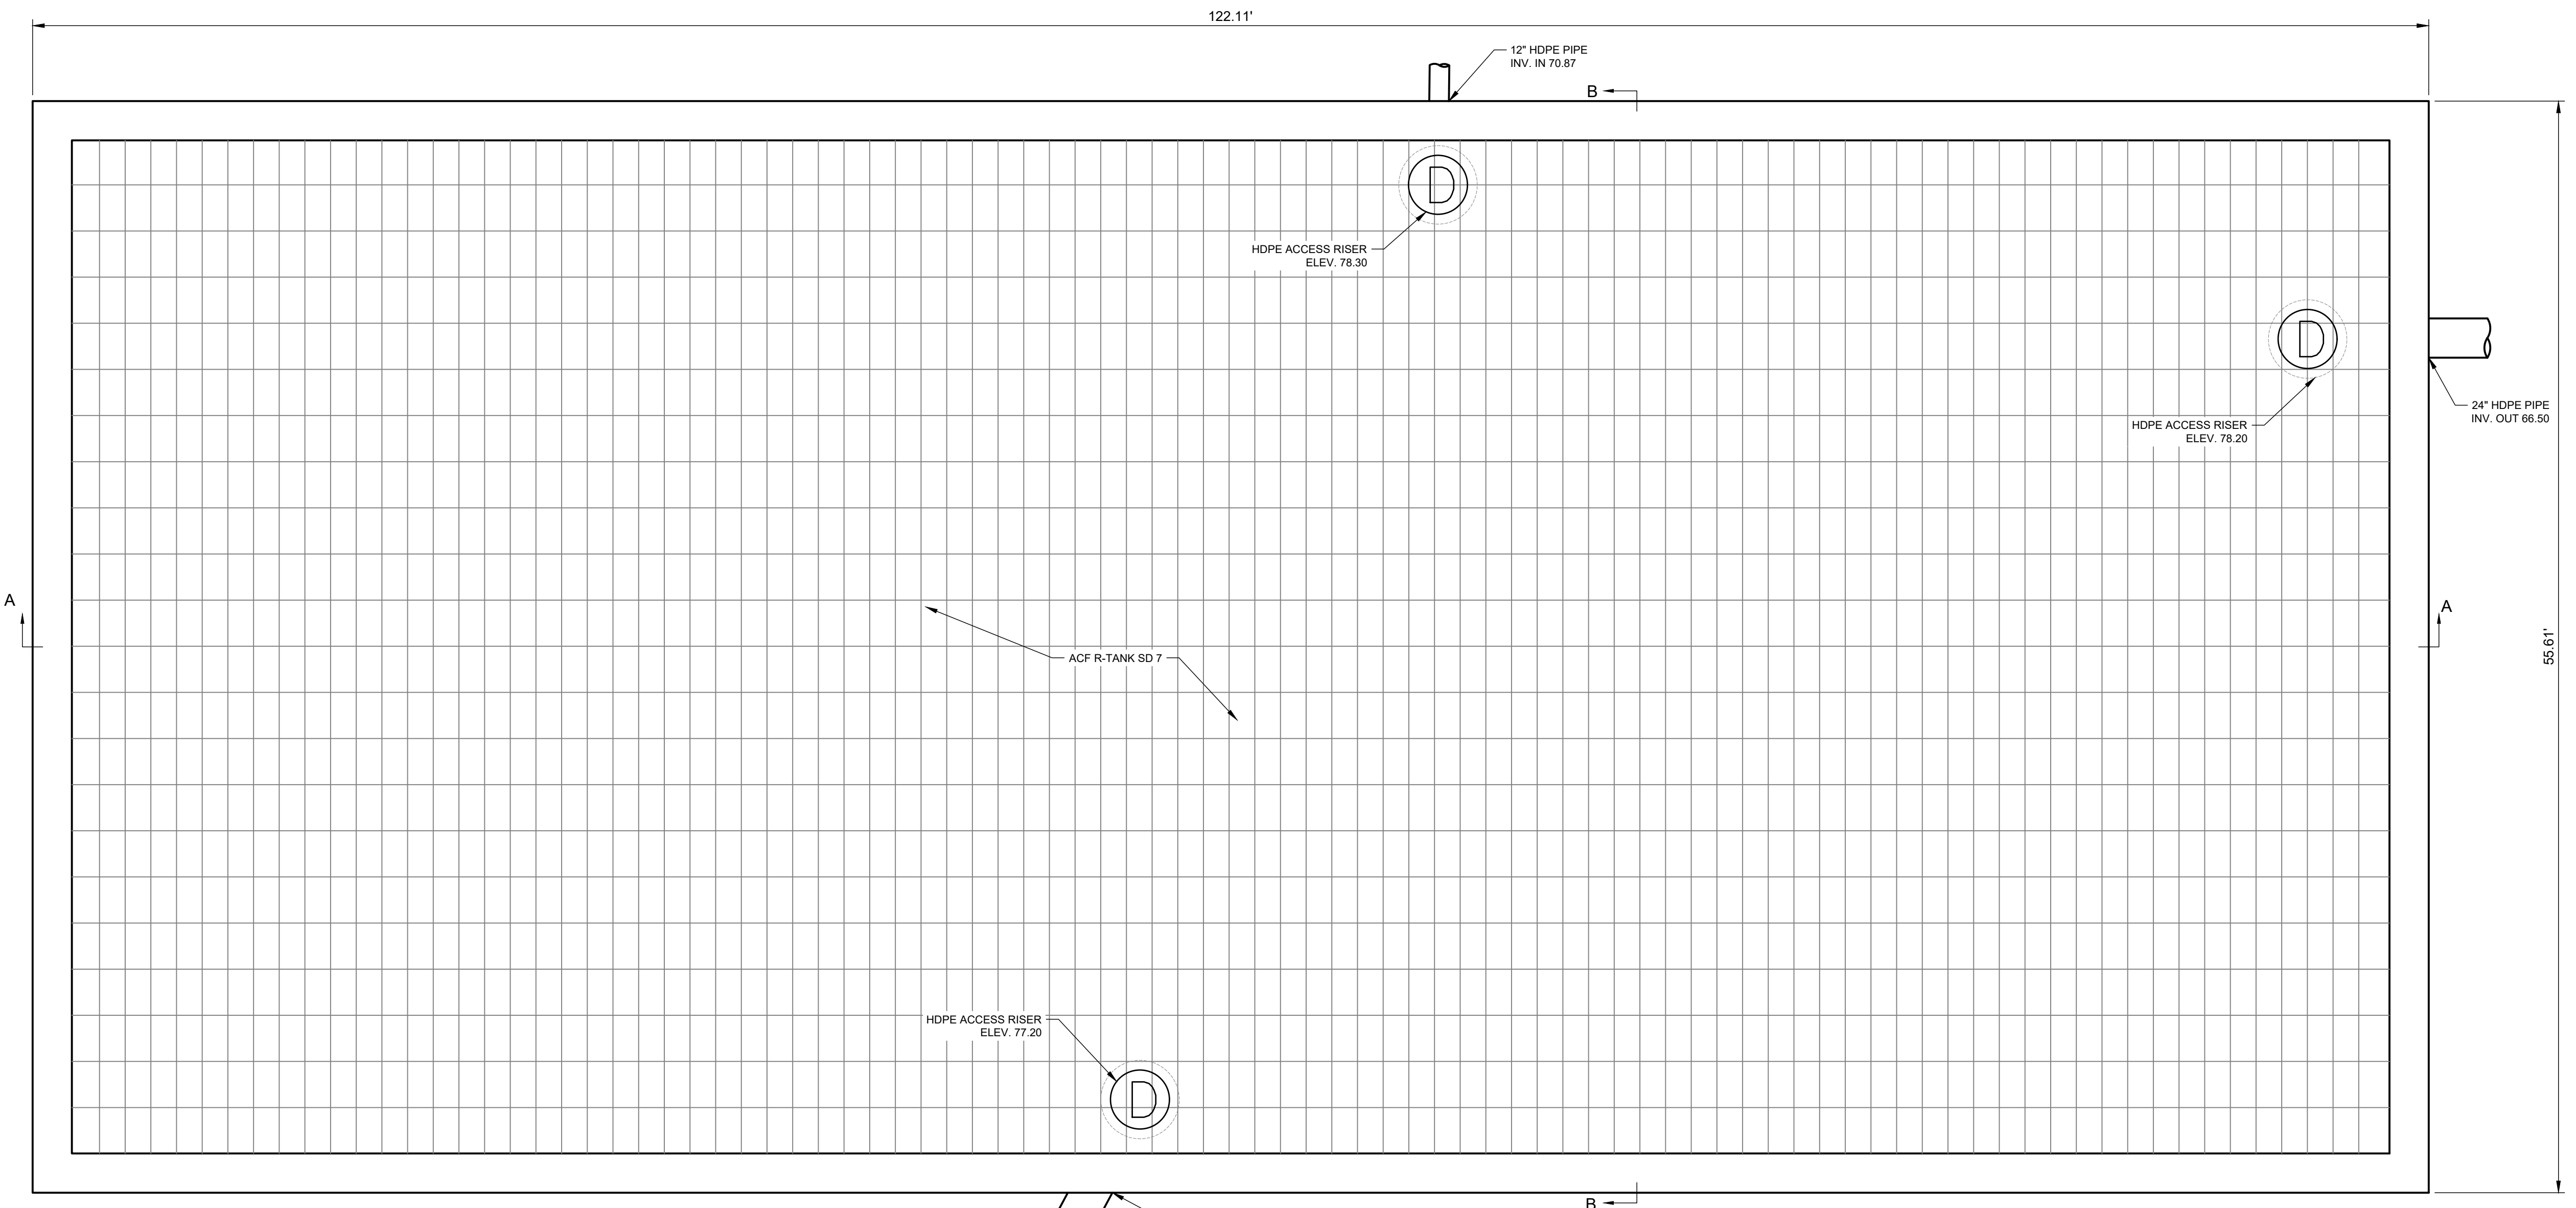 122.11'
12" HDPE PIPE
INV. IN 70.87
B
D
HDPE ACCESS RISER
ELEV. 78.30
D
24" HDPE PIPE
INV. OUT 66.50
HDPE ACCESS RISER
ELEV. 78.20
A
A
55.61'
ACF R-TANK SD 7
HDPE ACCESS RISER
ELEV. 77.20
D
B